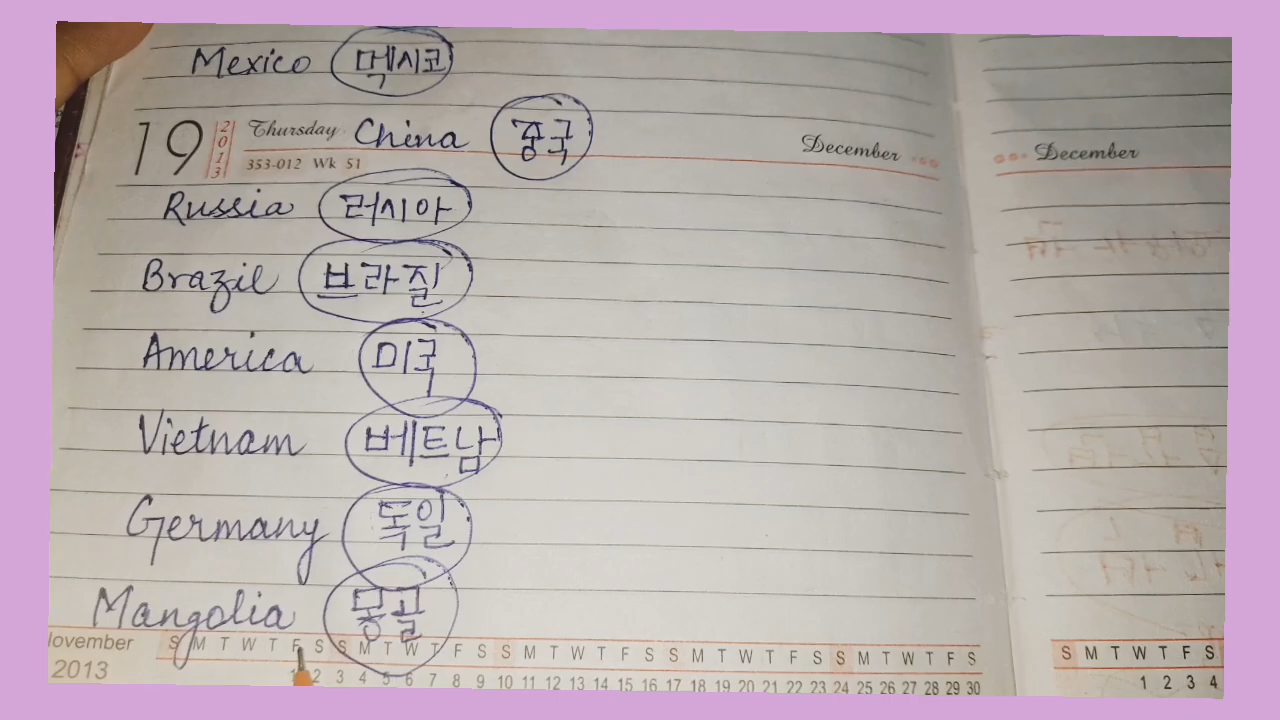 Mexico 멕시코
19 2013 Thursday China 중국 December
353-012 Wk 51
December
Russia 러시아
Brazil 브라질
America 미국
Vietnam 베트남
Germany 독일
Mangolia 몽골
November S M T W T F S S M T W T F S S M T W T F S S M T W T F S S M T W T F S
2013 1 2 3 4 5 6 7 8 9 10 11 12 13 14 15 16 17 18 19 20 21 22 23 24 25 26 27 28 29 30
S M T W T F S
1 2 3 4